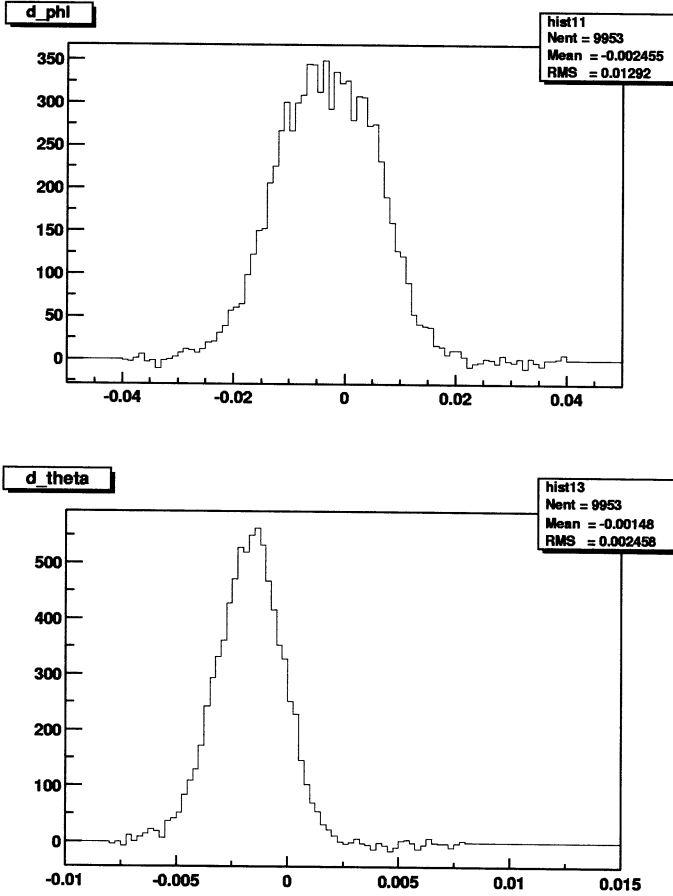 d_phi
hist11
Nent = 9953
Mean = -0.002455
RMS = 0.01292
350
300
250
200
150
100
50
0
-0.04 -0.02 0 0.02 0.04
d_theta
hist13
Nent = 9953
Mean = -0.00148
RMS = 0.002458
500
400
300
200
100
0
-0.01 -0.005 0 0.005 0.01 0.015